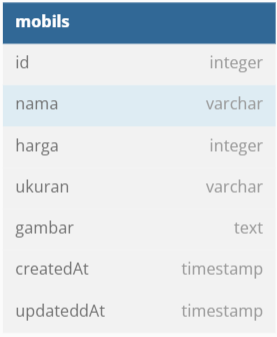 mobils
id integer
nama varchar
harga integer
ukuran varchar
gambar text
createdAt timestamp
updateddAt timestamp